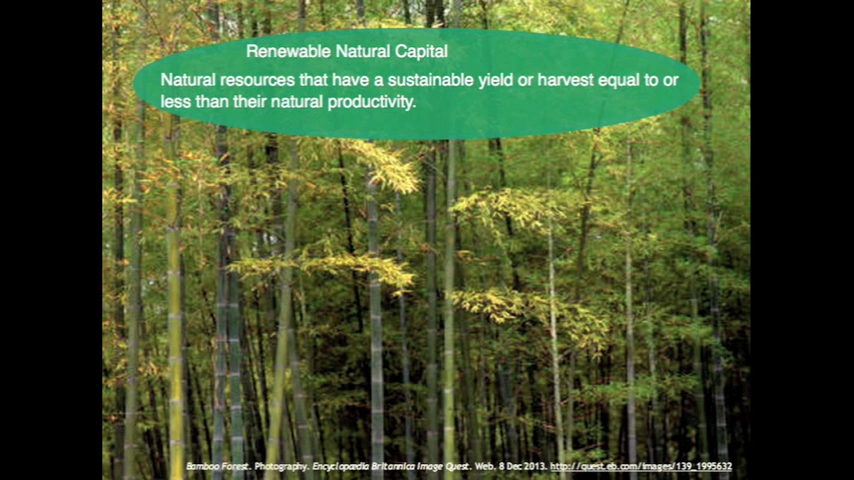 Renewable Natural Capital
Natural resources that have a sustainable yield or harvest equal to or
less than their natural productivity.
Bamboo Forest. Photography. Encyclopædia Britannica Image Quest. Web. 8 Dec 2013. http://quest.eb.com/images/139_1995632